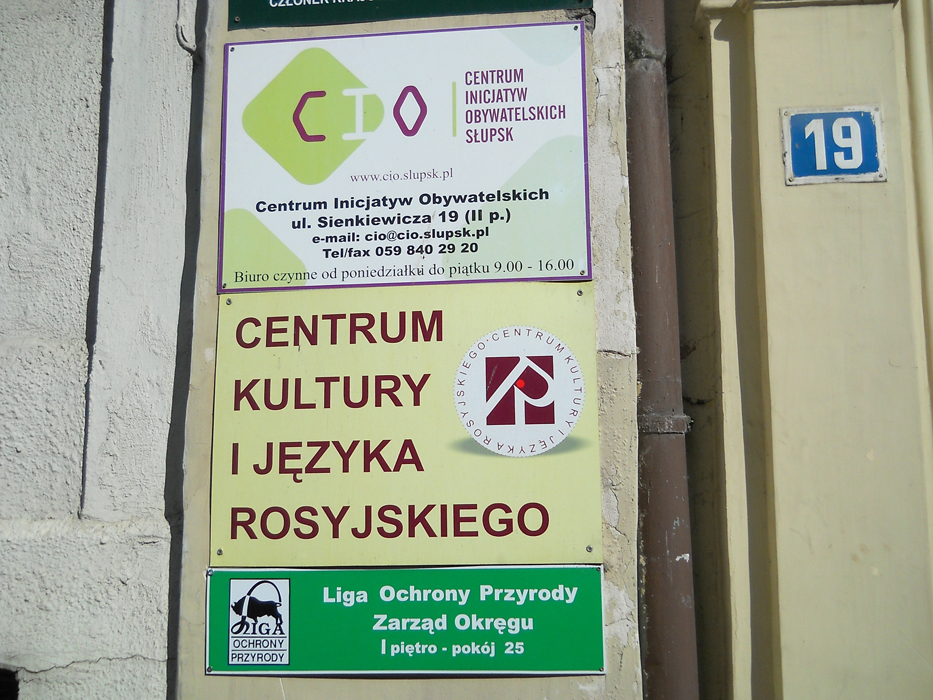 CZŁONEK
CIO
CENTRUM
INICJATYW
OBYWATELSKICH
SŁUPSK
www.cio.slupsk.pl
Centrum Inicjatyw Obywatelskich
ul. Sienkiewicza 19 (II p.)
e-mail: cio@cio.slupsk.pl
Tel/fax 059 840 29 20
Biuro czynne od poniedziałku do piątku 9.00 - 16.00
19
CENTRUM
KULTURY
I JĘZYKA
ROSYJSKIEGO
CENTRUM KULTURY I JĘZYKA ROSYJSKIEGO
Liga Ochrony Przyrody
Zarząd Okręgu
I piętro - pokój 25
LIGA
OCHRONY
PRZYRODY